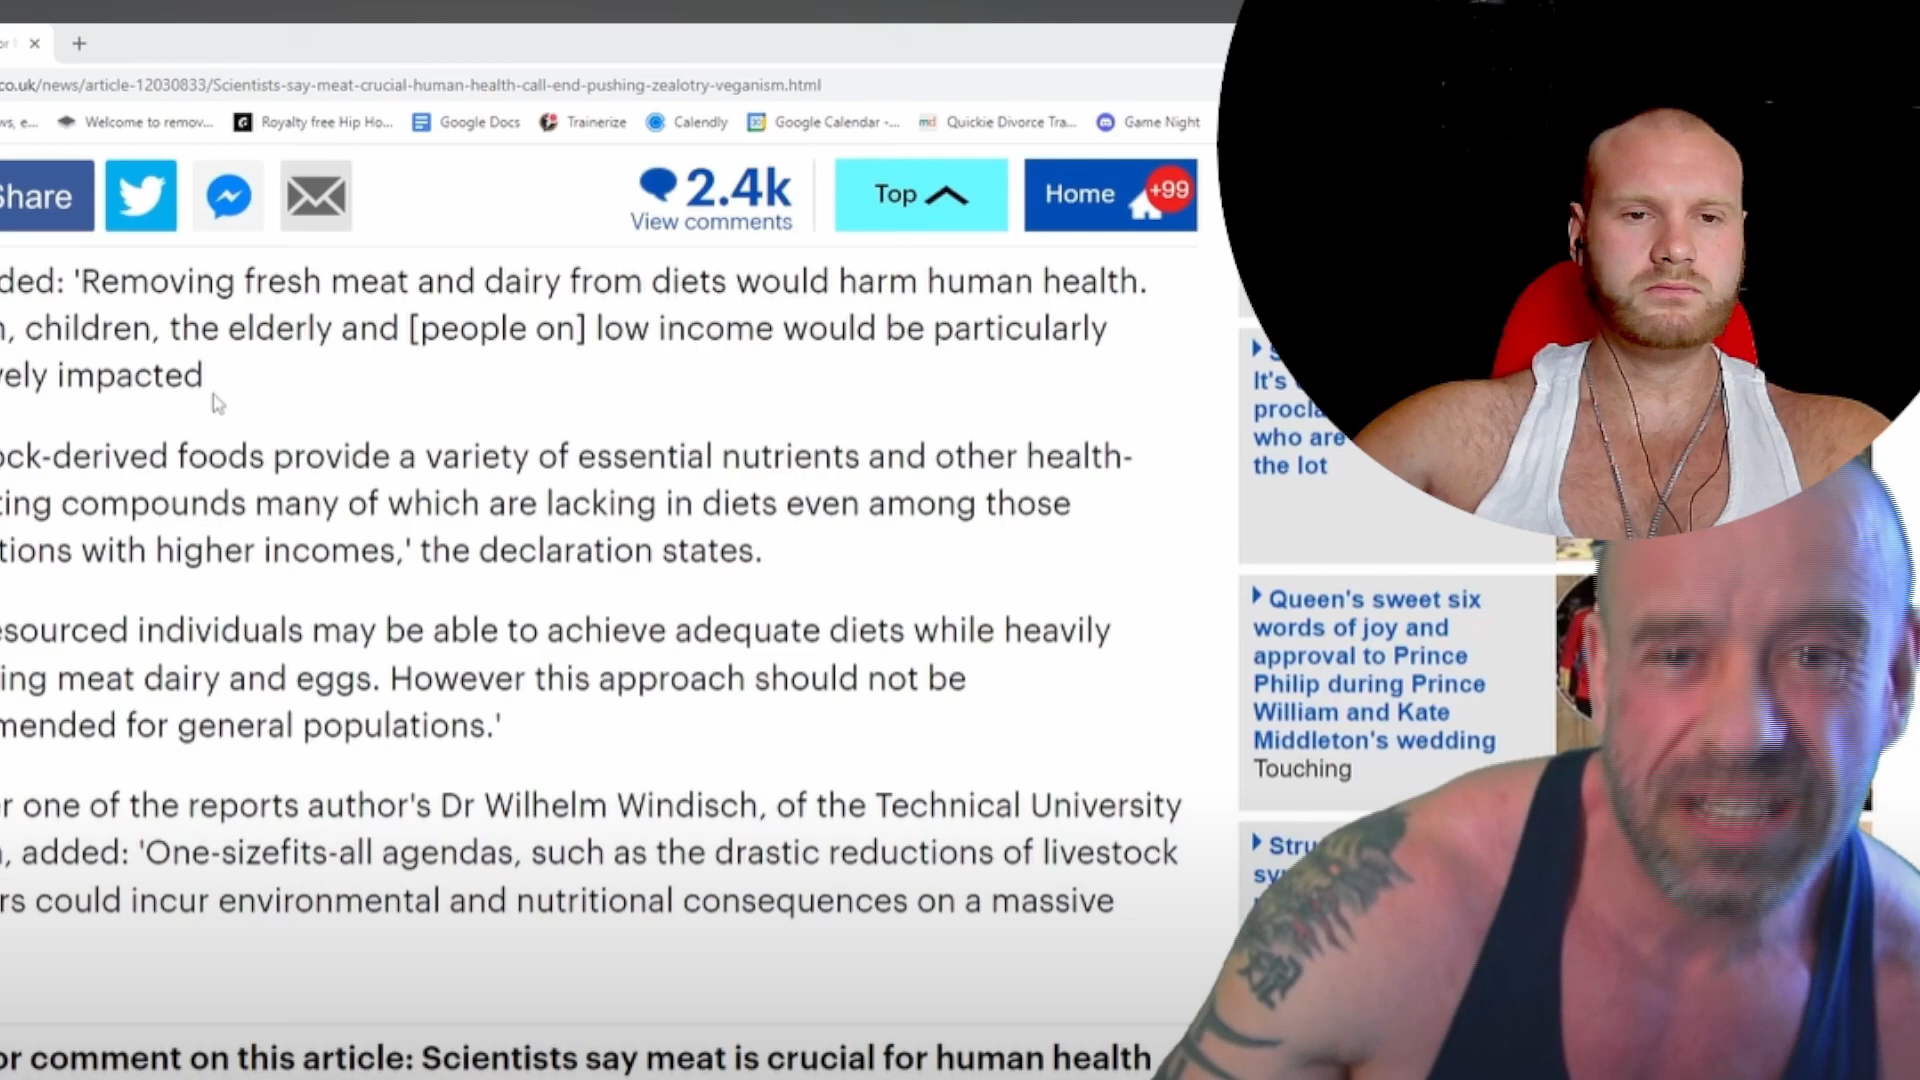 or
co.uk/news/article-12030833/Scientists-say-meat-crucial-human-health-call-end-pushing-zealotry-veganism.html
ws, e... Welcome to remov... Royalty free Hip Ho... Google Docs Trainerize Calendly Google Calendar -... Quickie Divorce Tra... Game Night
Share
2.4k
View comments
Top
Home
+99
ded: 'Removing fresh meat and dairy from diets would harm human health.
n, children, the elderly and [people on] low income would be particularly
vely impacted
ock-derived foods provide a variety of essential nutrients and other health-
ting compounds many of which are lacking in diets even among those
tions with higher incomes,' the declaration states.
esourced individuals may be able to achieve adequate diets while heavily
ing meat dairy and eggs. However this approach should not be
mended for general populations.'
r one of the reports author's Dr Wilhelm Windisch, of the Technical University
, added: 'One-sizefits-all agendas, such as the drastic reductions of livestock
rs could incur environmental and nutritional consequences on a massive
or comment on this article: Scientists say meat is crucial for human health
It's
procla
who are
the lot
Queen's sweet six
words of joy and
approval to Prince
Philip during Prince
William and Kate
Middleton's wedding
Touching
Stru
sy